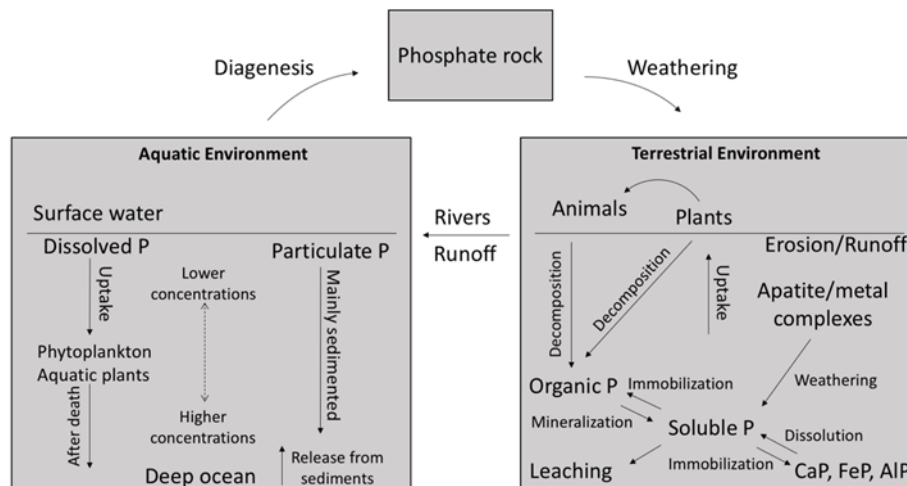 Phosphate rock
Diagenesis
Weathering
Aquatic Environment
Surface water
Dissolved P
Particulate P
Uptake
Lower
concentrations
Mainly sedimented
Phytoplankton
Aquatic plants
After death
Higher
concentrations
Deep ocean
Release from
sediments
Rivers
Runoff
Terrestrial Environment
Animals
Plants
Erosion/Runoff
Decomposition
Decomposition
Uptake
Apatite/metal
complexes
Weathering
Organic P
Immobilization
Mineralization
Soluble P
Dissolution
Leaching
Immobilization
CaP, FeP, AlP